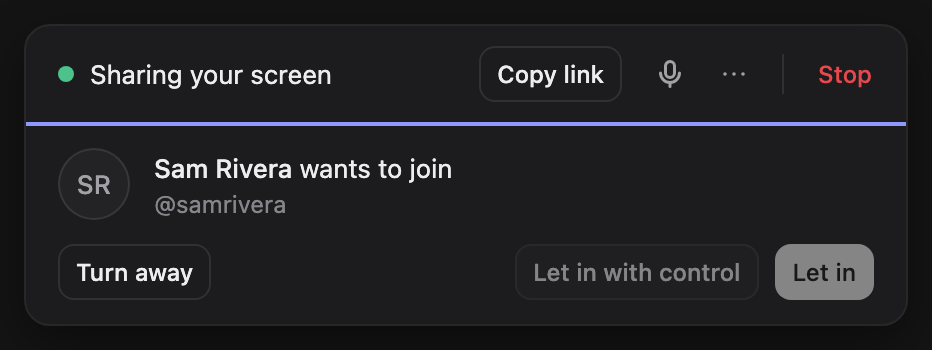 Sharing your screen
Copy link
Stop
SR
Sam Rivera wants to join
@samrivera
Turn away
Let in with control
Let in